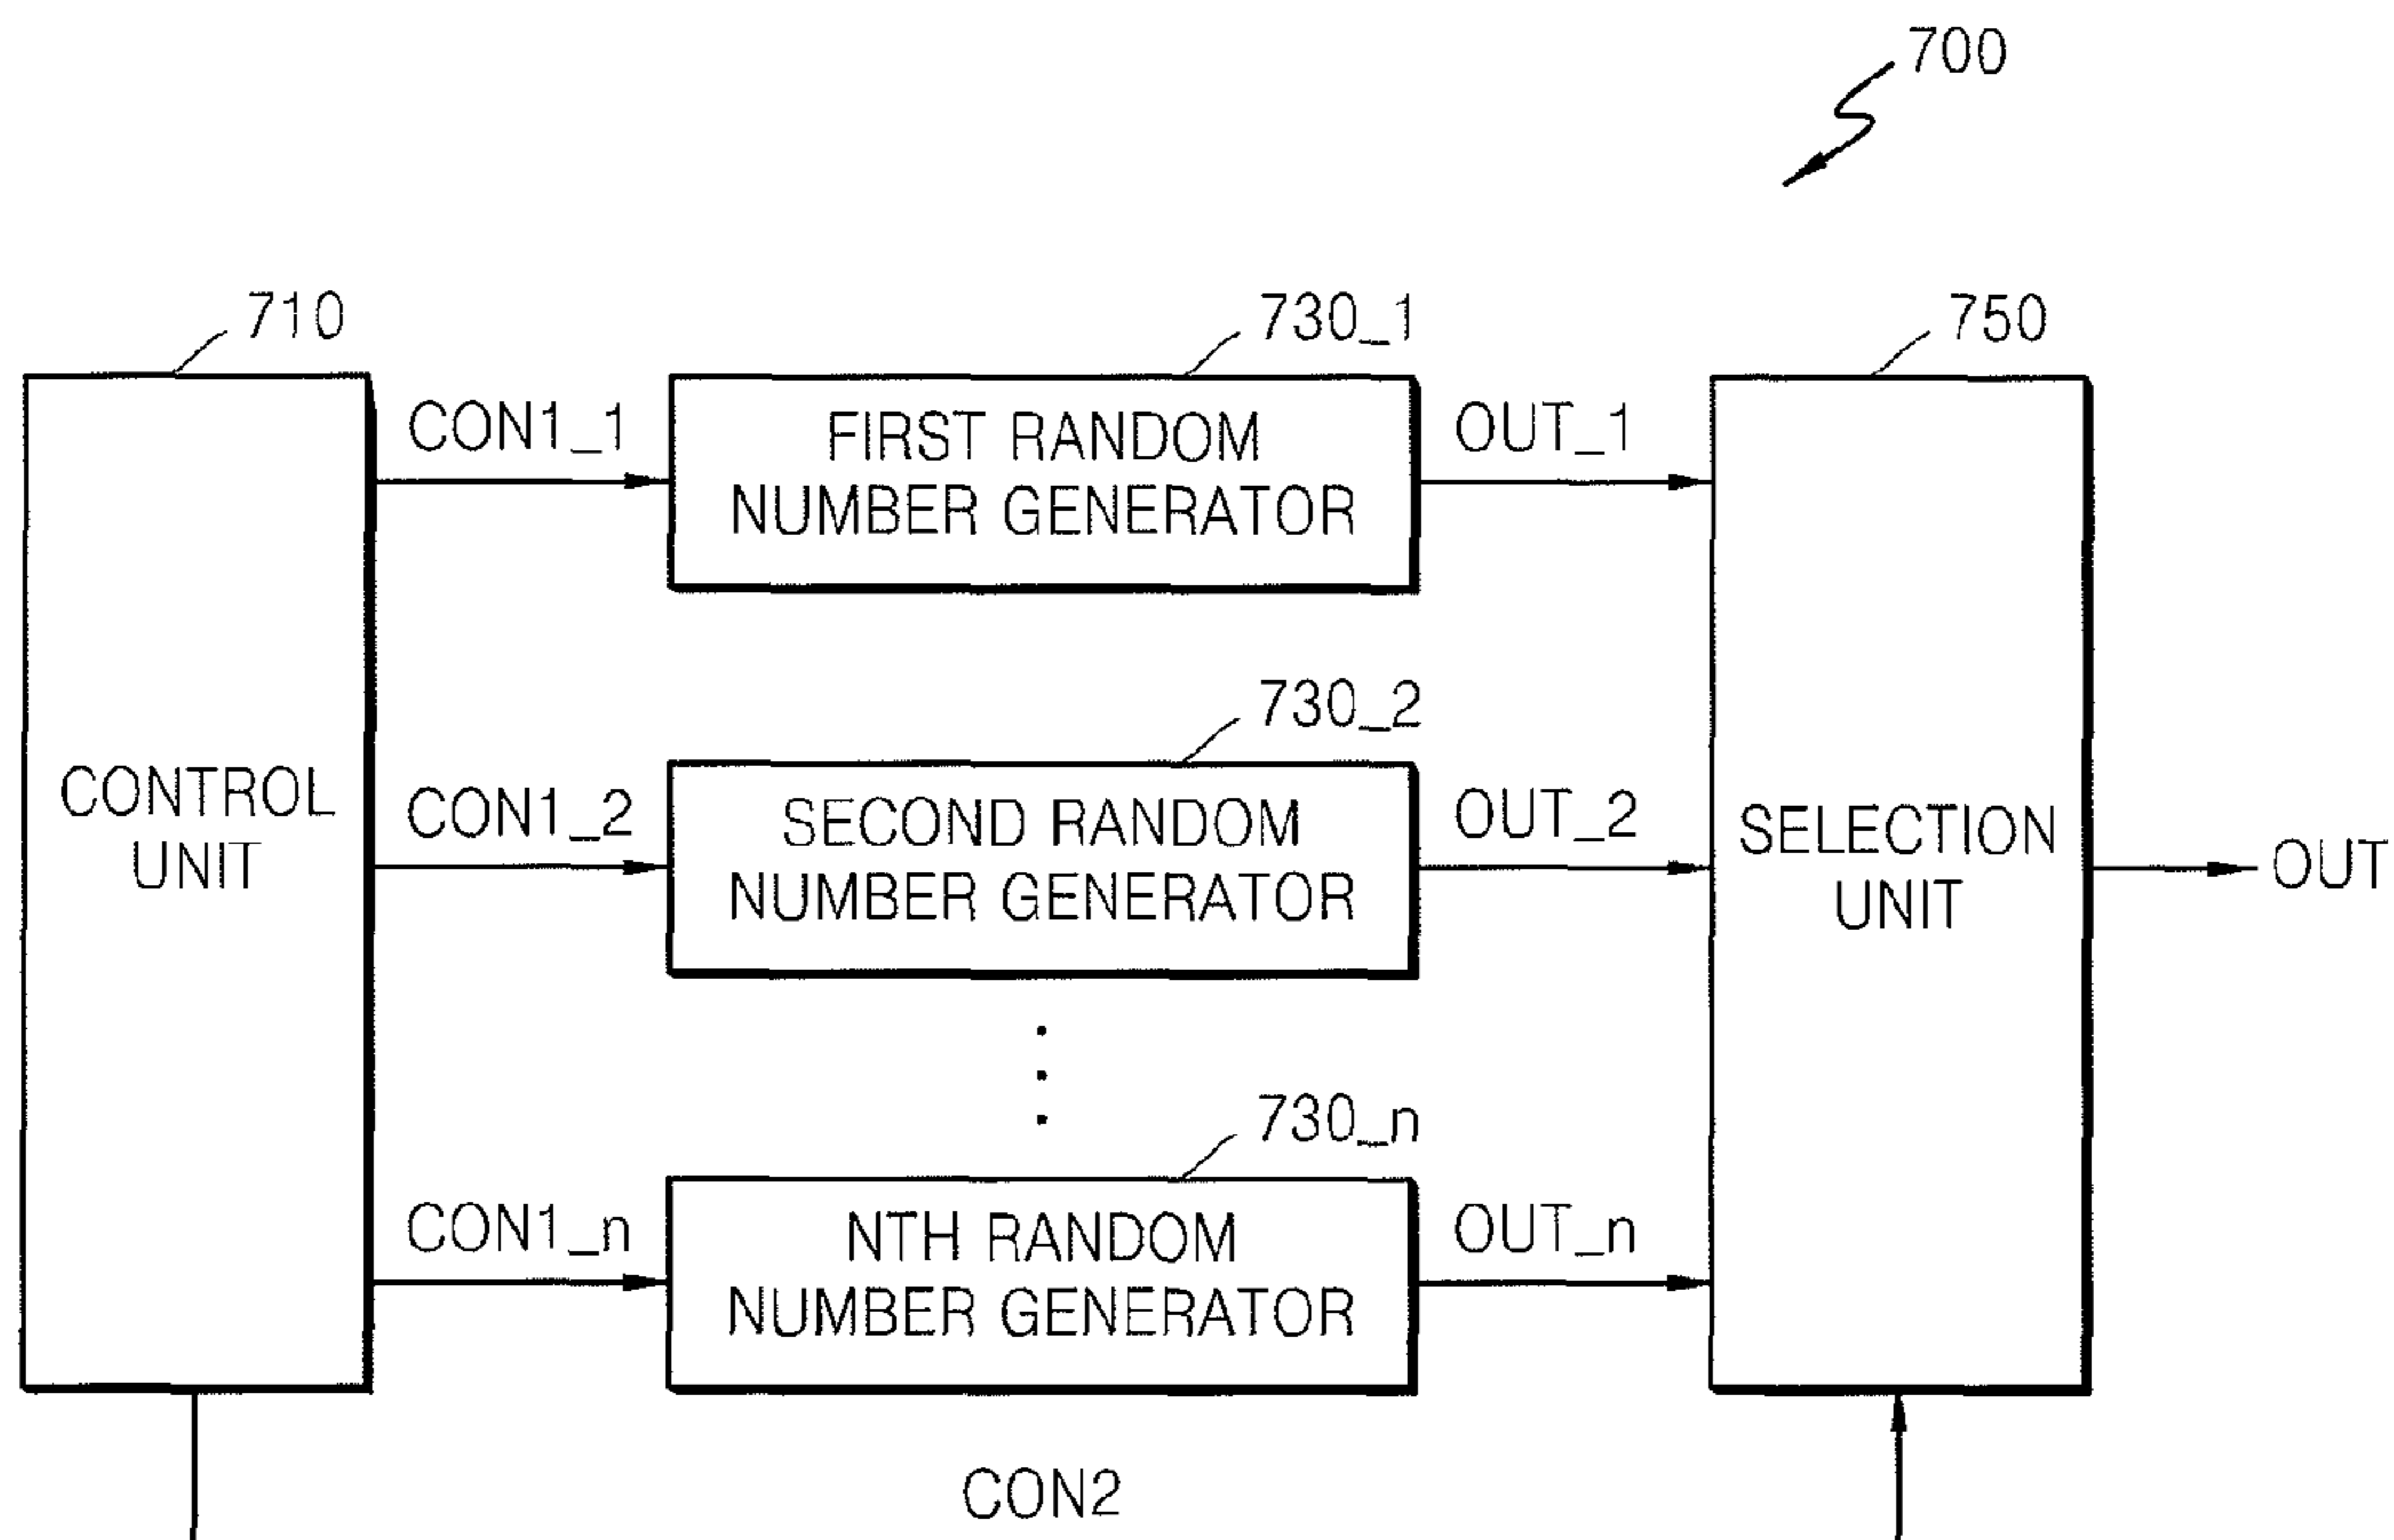 700
710
730_1
750
CON1_1
FIRST RANDOM
NUMBER GENERATOR
OUT_1
730_2
CONTROL
UNIT
CON1_2
SECOND RANDOM
NUMBER GENERATOR
OUT_2
SELECTION
UNIT
OUT
730_n
CON1_n
NTH RANDOM
NUMBER GENERATOR
OUT_n
CON2